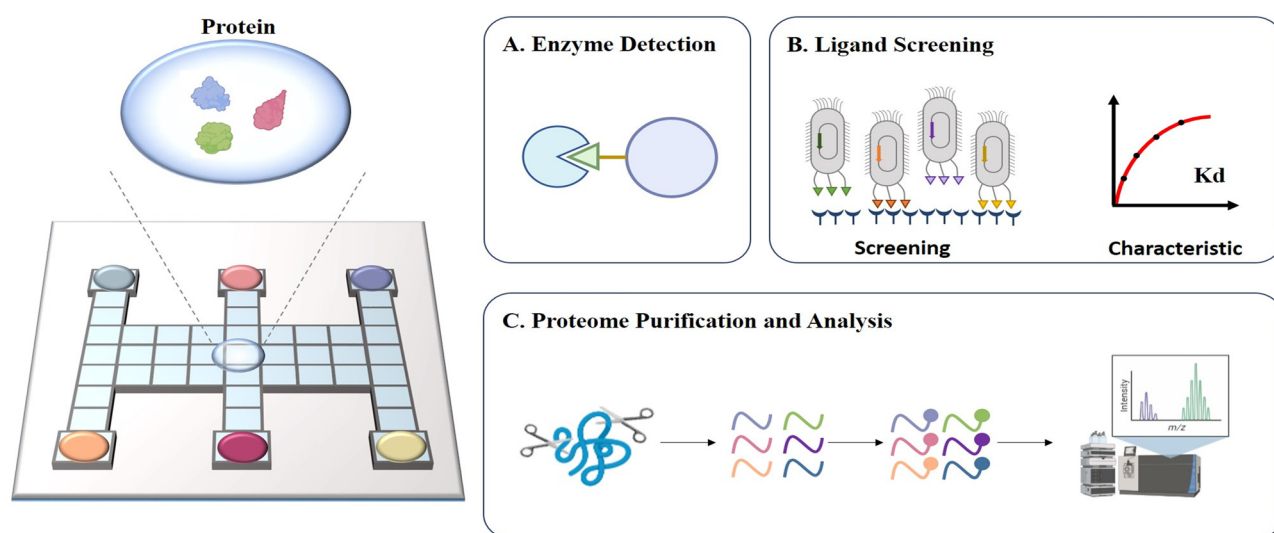 Protein
A. Enzyme Detection
B. Ligand Screening
Kd
Screening
Characteristic
C. Proteome Purification and Analysis
Intensity
m/z